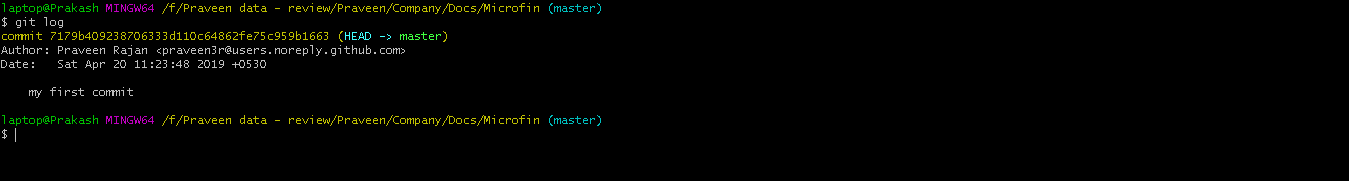 laptop@Prakash MINGW64 /f/Praveen data - review/Praveen/Company/Docs/Microfin (master)
$ git log
commit 7179b409238706333d110c64862fe75c959b1663 (HEAD -> master)
Author: Praveen Rajan <praveen3r@users.noreply.github.com>
Date:   Sat Apr 20 11:23:48 2019 +0530
    my first commit
laptop@Prakash MINGW64 /f/Praveen data - review/Praveen/Company/Docs/Microfin (master)
$